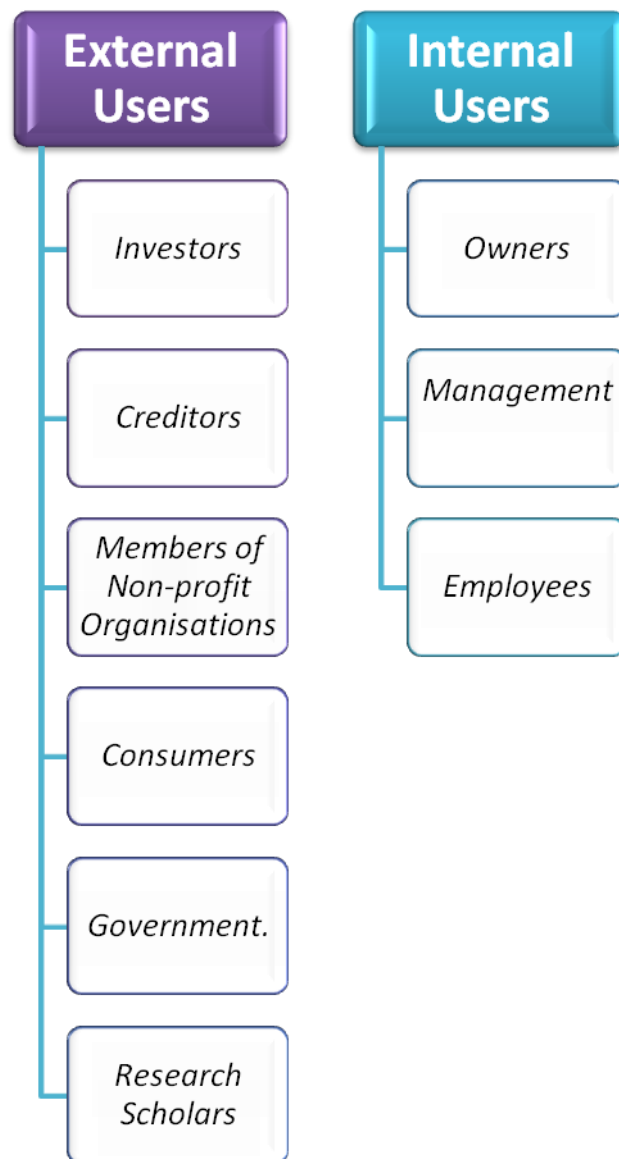 External
Users
Investors
Creditors
Members of
Non-profit
Organisations
Consumers
Government.
Research
Scholars
Internal
Users
Owners
Management
Employees